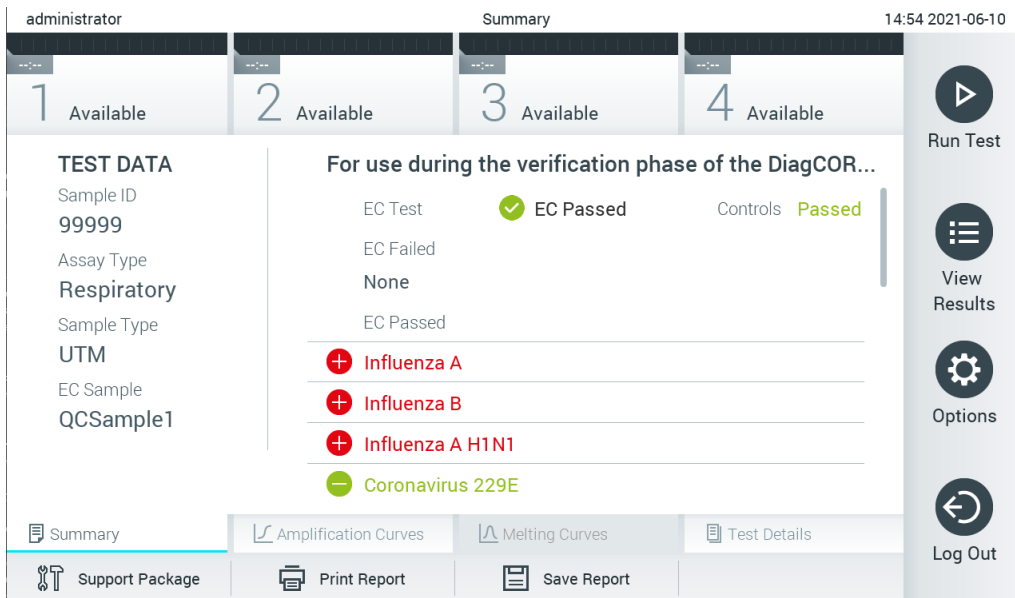 administrator
Summary
14:54 2021-06-10
--:--
1 Available
--:--
2 Available
--:--
3 Available
--:--
4 Available
Run Test
View
Results
Options
Log Out
TEST DATA
Sample ID
99999
Assay Type
Respiratory
Sample Type
UTM
EC Sample
QCSample1
For use during the verification phase of the DiagCOR...
EC Test EC Passed Controls Passed
EC Failed
None
EC Passed
Influenza A
Influenza B
Influenza A H1N1
Coronavirus 229E
Summary
Amplification Curves
Melting Curves
Test Details
Support Package
Print Report
Save Report